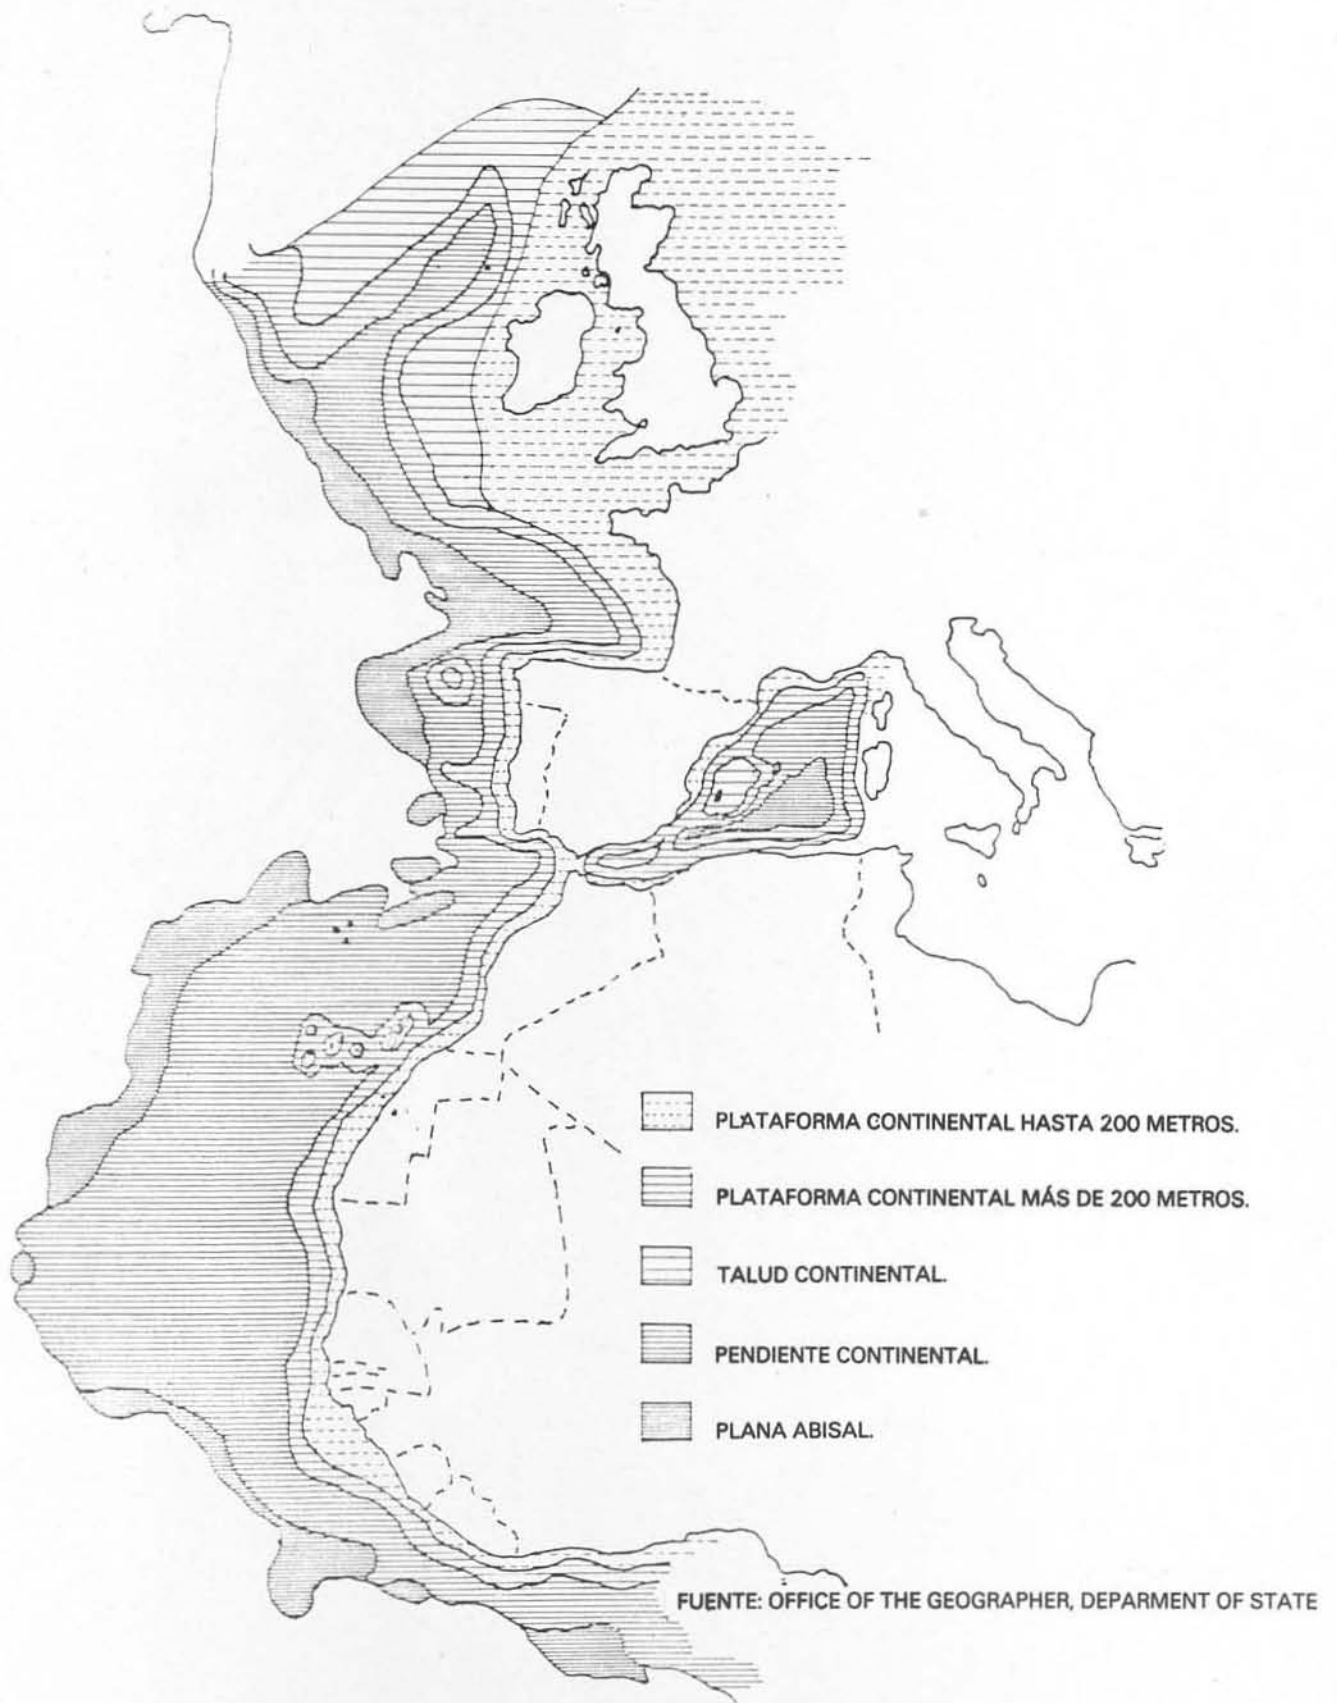 PLATAFORMA CONTINENTAL HASTA 200 METROS.
PLATAFORMA CONTINENTAL MÁS DE 200 METROS.
TALUD CONTINENTAL.
PENDIENTE CONTINENTAL.
PLANA ABISAL.
FUENTE: OFFICE OF THE GEOGRAPHER, DEPARMENT OF STATE